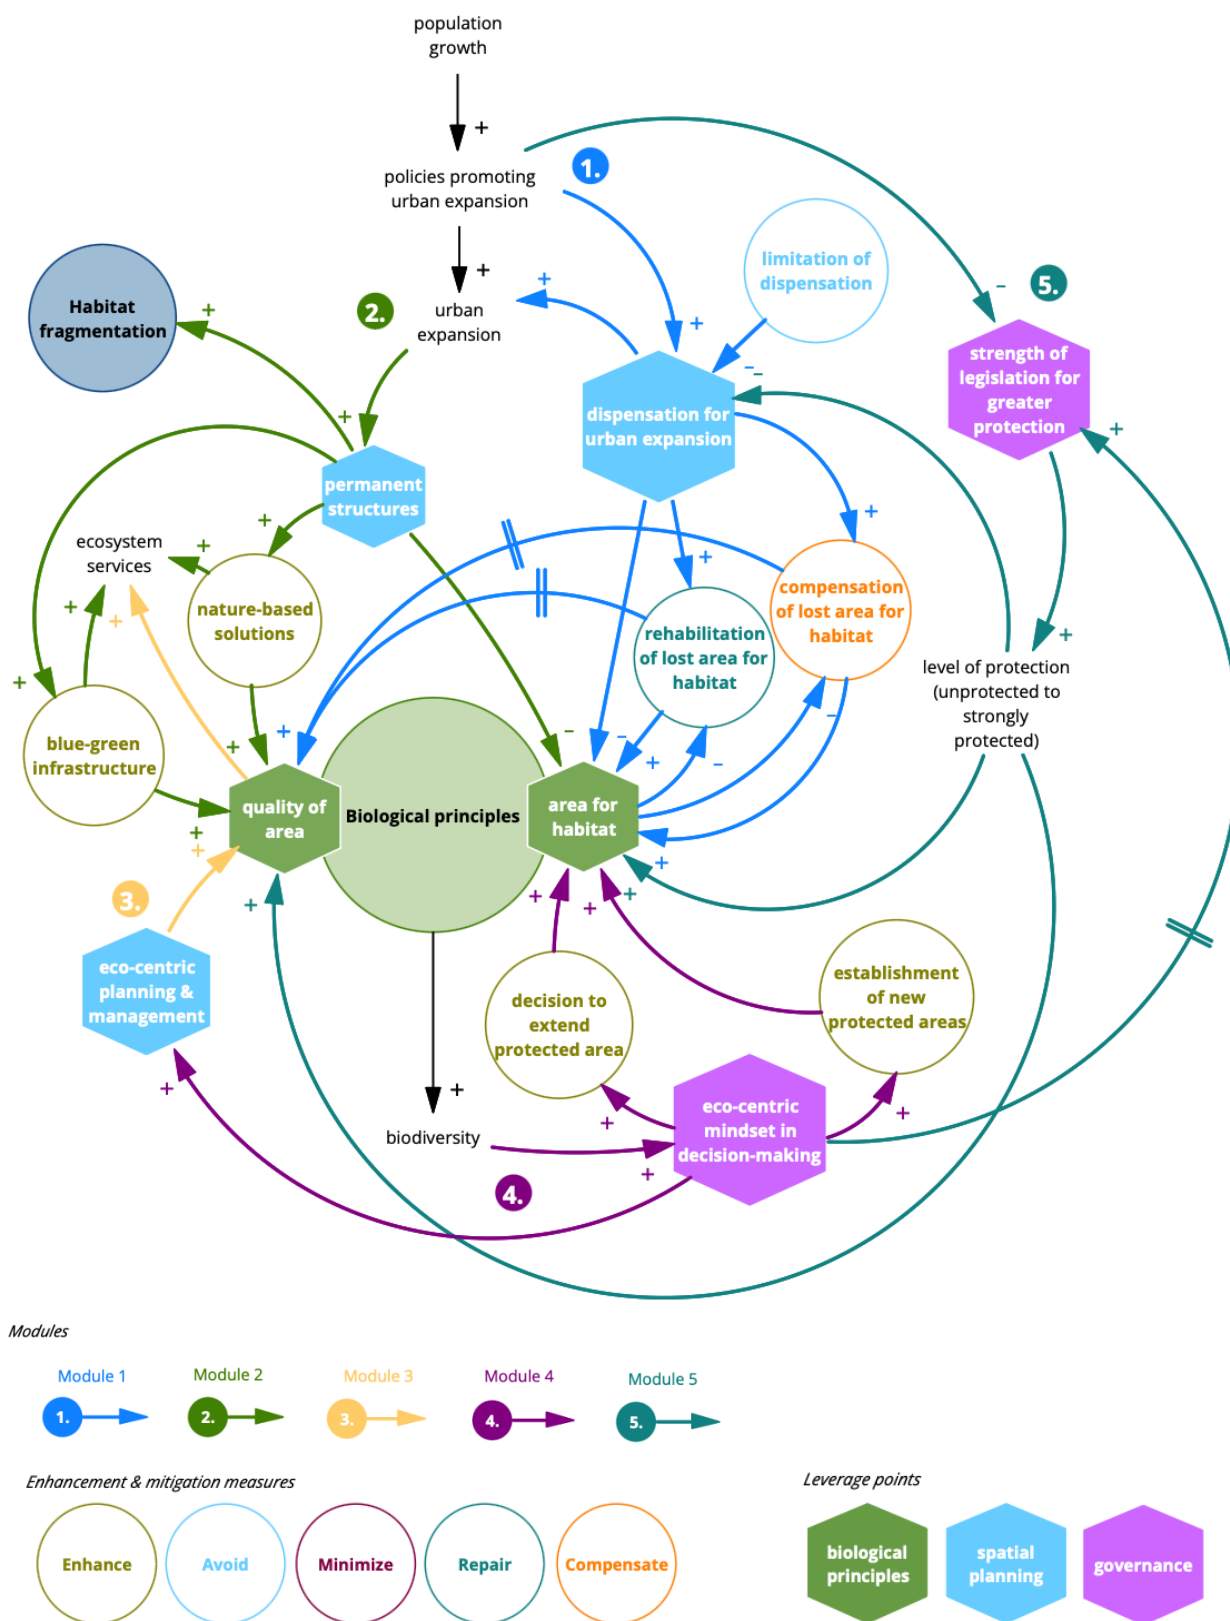 population
growth
+
policies promoting
urban expansion
1.
+
urban
expansion
+
+
limitation of
dispensation
–
–
5.
–
Habitat
fragmentation
+
2.
strength of
legislation for
greater
protection
+
dispensation for
urban expansion
+
permanent
structures
+
+
ecosystem
services
+
nature-based
solutions
+
+
+
+
rehabilitation
of lost area for
habitat
compensation
of lost area for
habitat
+
level of protection
(unprotected to
strongly
protected)
+
blue-green
infrastructure
+
+
–
–
–
+
–
quality of
area
Biological principles
area for
habitat
+
+
+
3.
+
+
+
+
eco-centric
planning &
management
decision to
extend
protected area
establishment
of new
protected areas
+
+
+
+
biodiversity
eco-centric
mindset in
decision-making
+
4.
Modules
Module 1
Module 2
Module 3
Module 4
Module 5
1.
2.
3.
4.
5.
Enhancement & mitigation measures
Leverage points
Enhance
Avoid
Minimize
Repair
Compensate
biological
principles
spatial
planning
governance